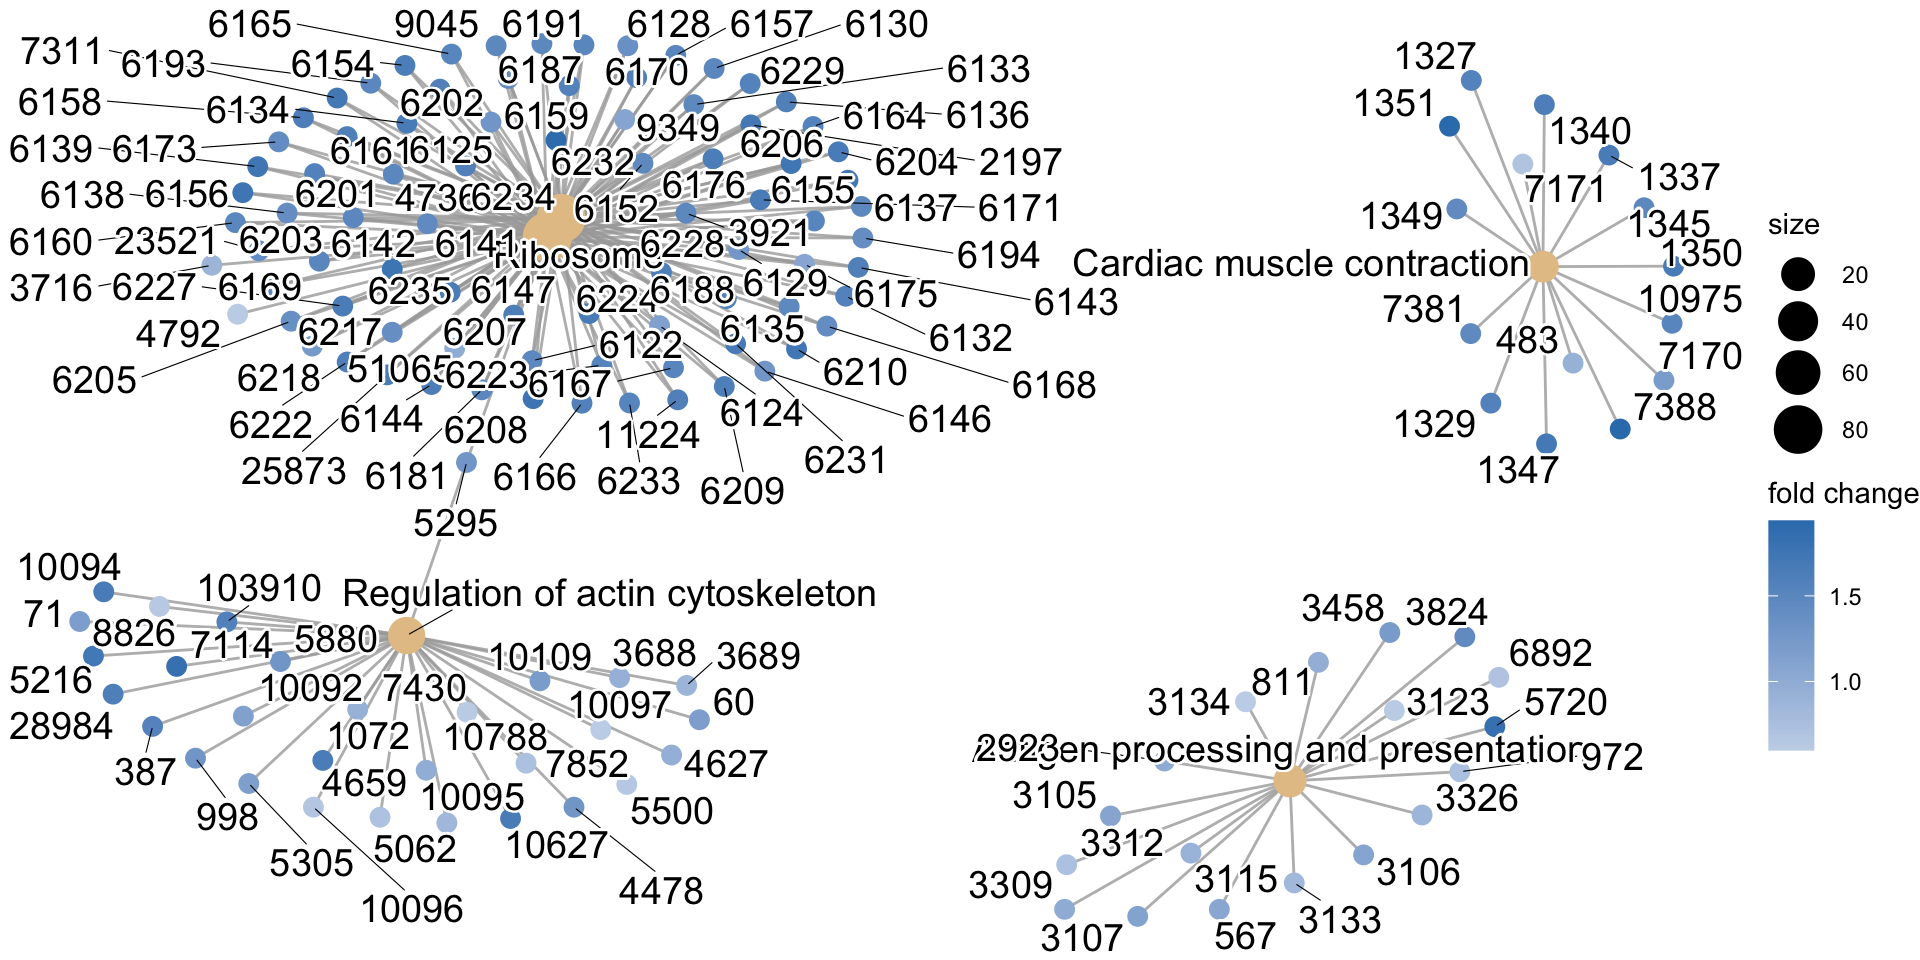 6165 9045 6191 6128 6157 6130
7311 6193 6154 6187 6170 6229 6133
6158 6134 6202 6159 9349 6164 6136
6139 6173 6161 6125 6232 6206 6204 2197
6138 6156 6201 4736 6234 6152 6176 6155 6137 6171
6160 23521 6203 6142 6141 Ribosome 6228 3921 6194
3716 6227 6169 6235 6147 6224 6188 6129 6175 6143
4792 6217 6207 6122 6135 6132
6205 6218 51065 6223 6167 6210 6168
6222 6144 6208 11224 6124 6146
25873 6181 6166 6233 6209 6231
5295
1327
1351 1340
7171 1337
1349 1345
Cardiac muscle contraction 1350
7381 483 10975
7170
1329 7388
1347
size
20
40
60
80
fold change
1.5
1.0
10094 103910 Regulation of actin cytoskeleton
71 8826 7114 5880 10109 3688 3689
5216 10092 7430 10097 60
28984 1072 10788
387 4659 7852 4627
998 10095 5500
5305 5062 10627
10096 4478
3458 3824
811 6892
3134 3123 5720
2923 processing and presentation 972
3105 3326
3312
3309 3115 3106
3107 567 3133